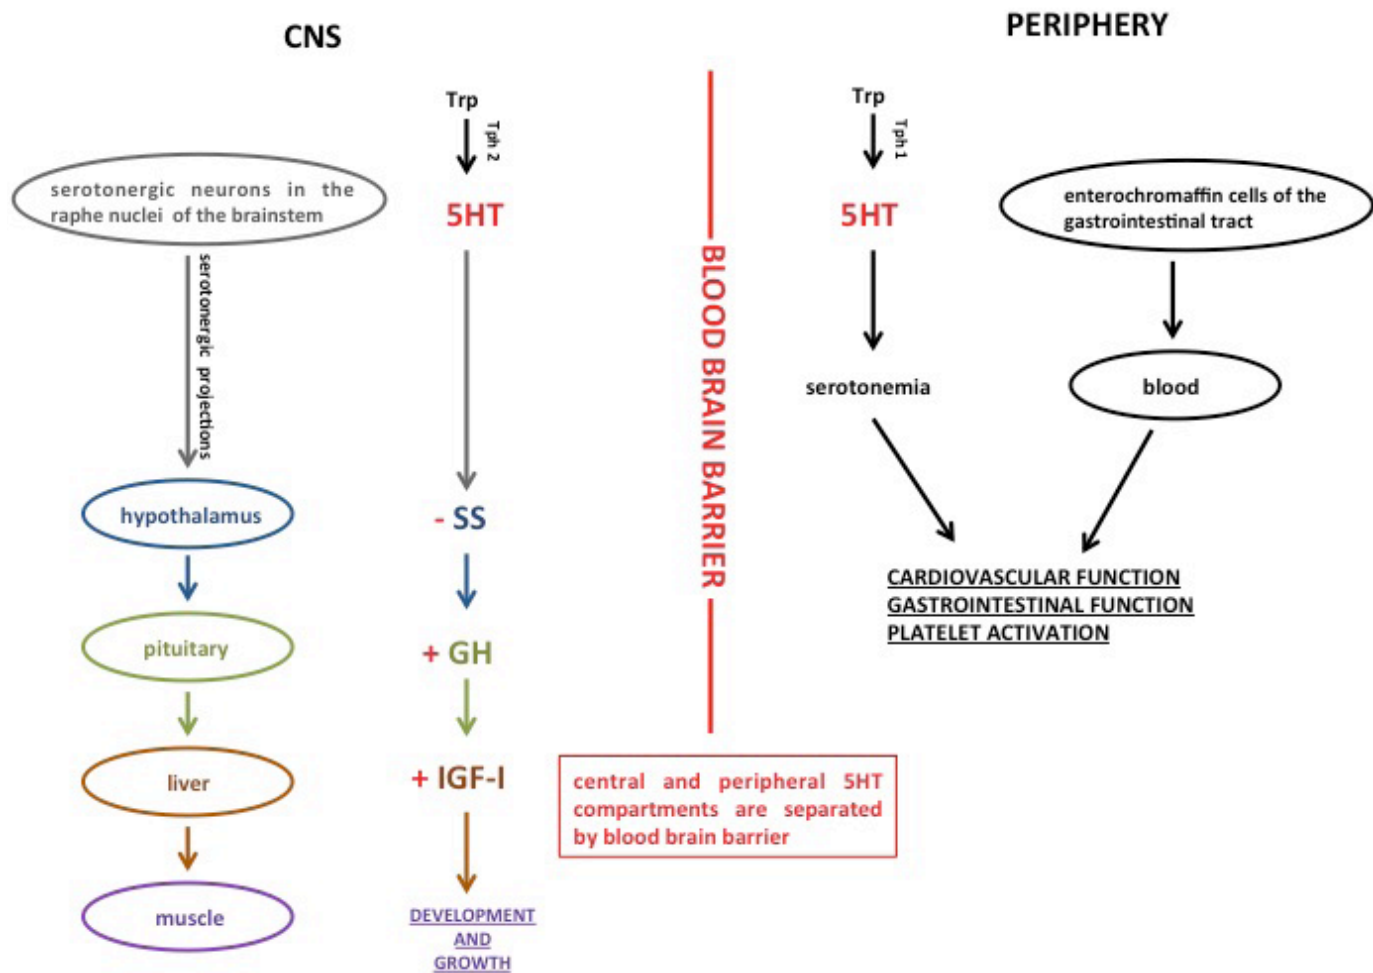 CNS
PERIPHERY
Trp
Tph 2
5HT
serotonergic neurons in the
raphe nuclei of the brainstem
serotonergic projections
hypothalamus
pituitary
liver
muscle
- SS
+ GH
+ IGF-I
DEVELOPMENT
AND
GROWTH
BLOOD BRAIN BARRIER
central and peripheral 5HT
compartments are separated
by blood brain barrier
Trp
Tph 1
5HT
serotonemia
enterochromaffin cells of the
gastrointestinal tract
blood
CARDIOVASCULAR FUNCTION
GASTROINTESTINAL FUNCTION
PLATELET ACTIVATION